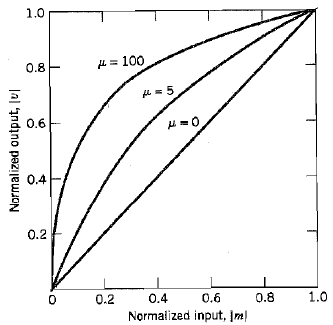 1.0
0.8
0.6
0.4
0.2
Normalized output, |υ|
μ = 100
μ = 5
μ = 0
0 0.2 0.4 0.6 0.8 1.0
Normalized input, |m|